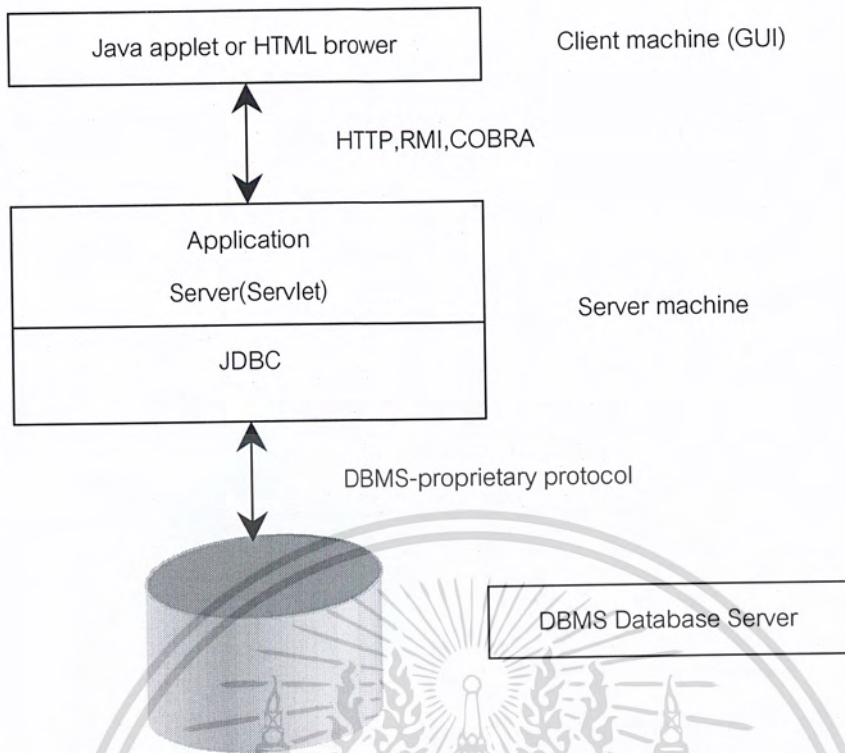 Java applet or HTML brower
Client machine (GUI)
HTTP,RMI,COBRA
Application
Server(Servlet)
Server machine
JDBC
DBMS-proprietary protocol
DBMS Database Server